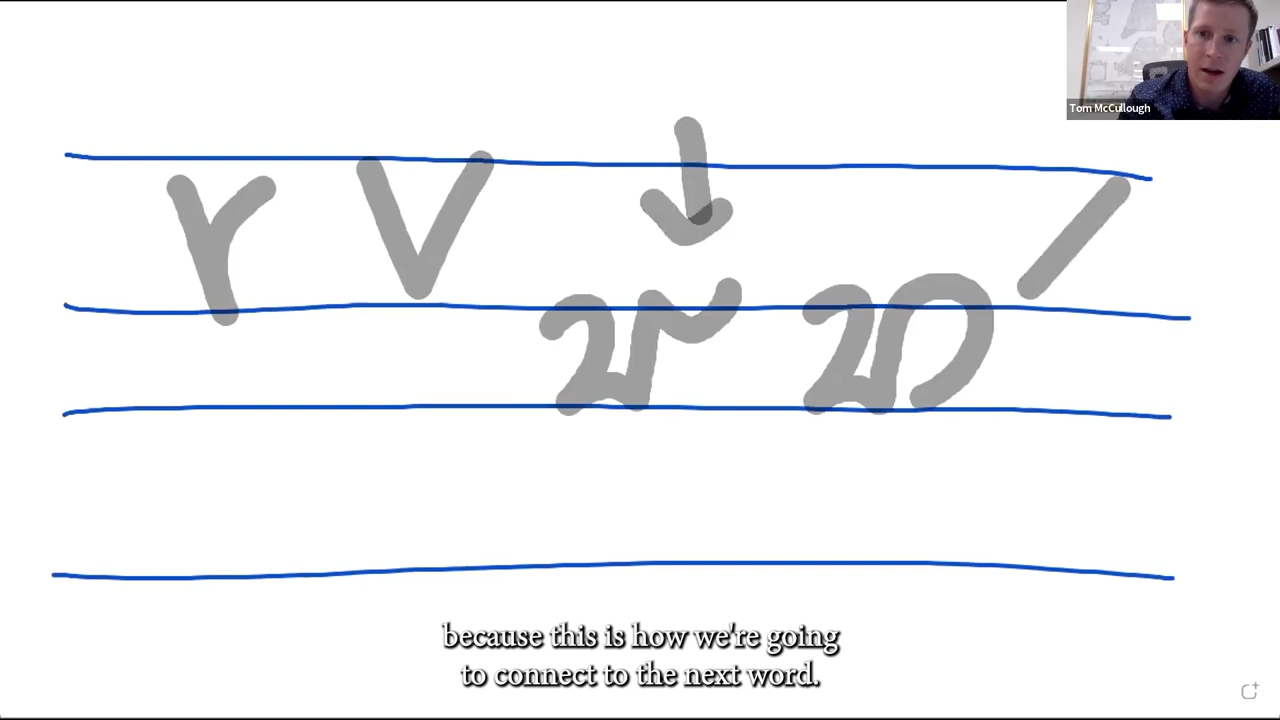 Tom McCullough
r V
because this is how we're going
to connect to the next word.